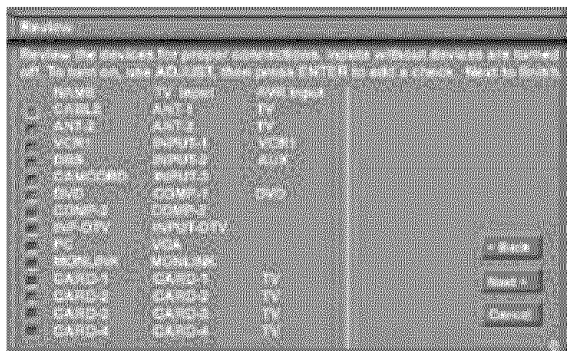 Review
Review the devices for proper connections. Inputs without devices are turned
off. To turn on, use ADJUST, then press ENTER to add a check. Next to finish.
NAME TV Input AVR Input
CABLE ANT-1 TV
ANT-2 ANT-2 TV
VCR1 INPUT-1 VCR1
DBS INPUT-2 AUX
CAMCORD INPUT-3
DVD COMP-1 DVD
COMP-2 COMP-2
INP-DTV INPUT-DTV
PC VGA
MONLINK MONLINK
CARD-1 CARD-1 TV
CARD-2 CARD-2 TV
CARD-3 CARD-3 TV
CARD-4 CARD-4 TV
< Back
Next >
Cancel